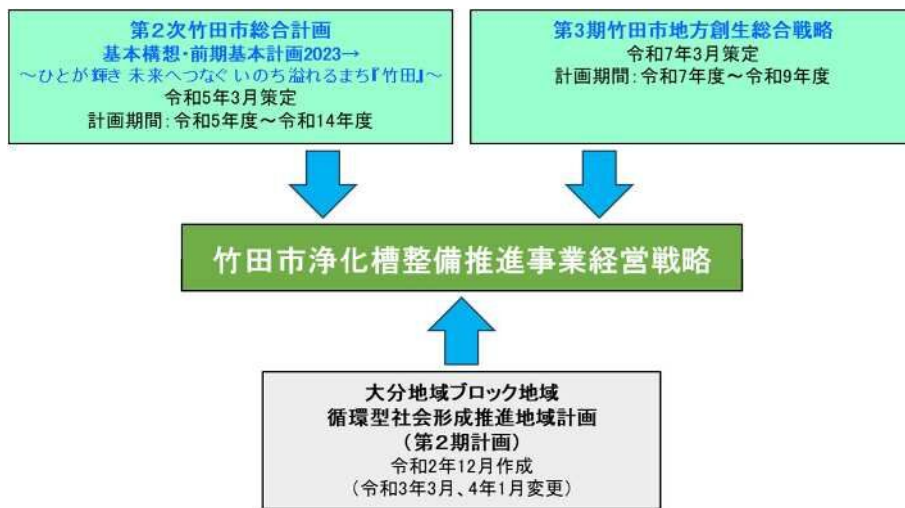 第2次竹田市総合計画
基本構想・前期基本計画2023→
～ひとが輝き 未来へつなぐ いのち溢れるまち『竹田』～
令和5年3月策定
計画期間：令和5年度～令和14年度
第3期竹田市地方創生総合戦略
令和7年3月策定
計画期間：令和7年度～令和9年度
竹田市浄化槽整備推進事業経営戦略
大分地域ブロック地域
循環型社会形成推進地域計画
（第2期計画）
令和2年12月作成
（令和3年3月、4年1月変更）